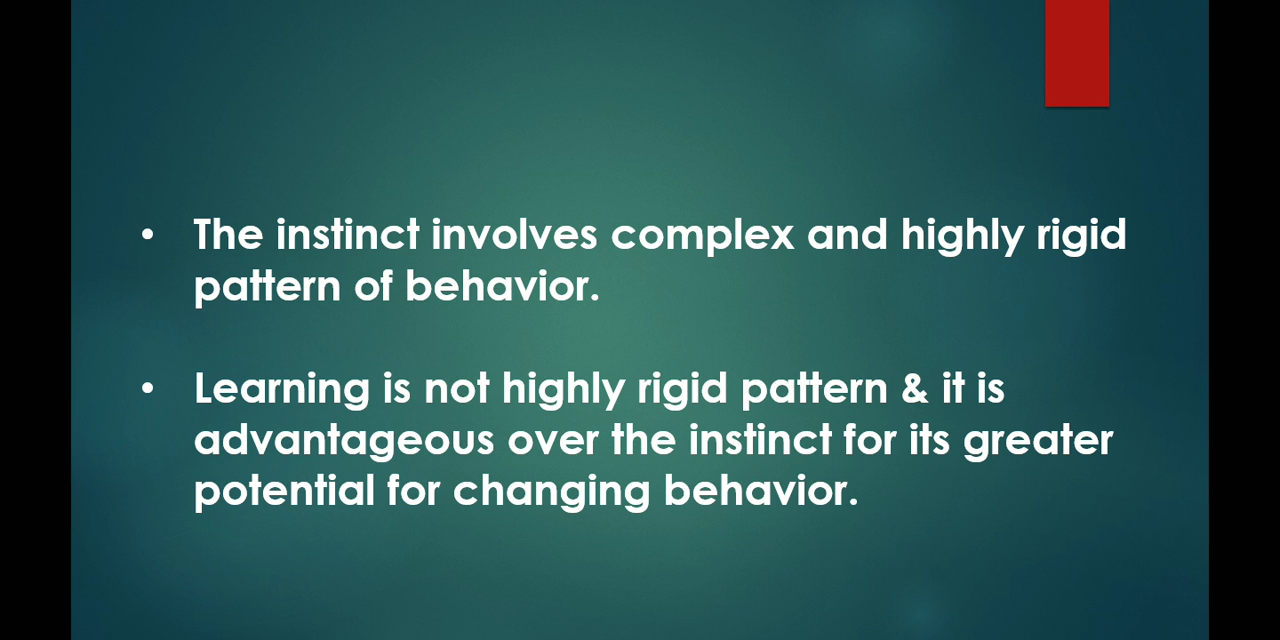 • The instinct involves complex and highly rigid
pattern of behavior.
• Learning is not highly rigid pattern & it is
advantageous over the instinct for its greater
potential for changing behavior.